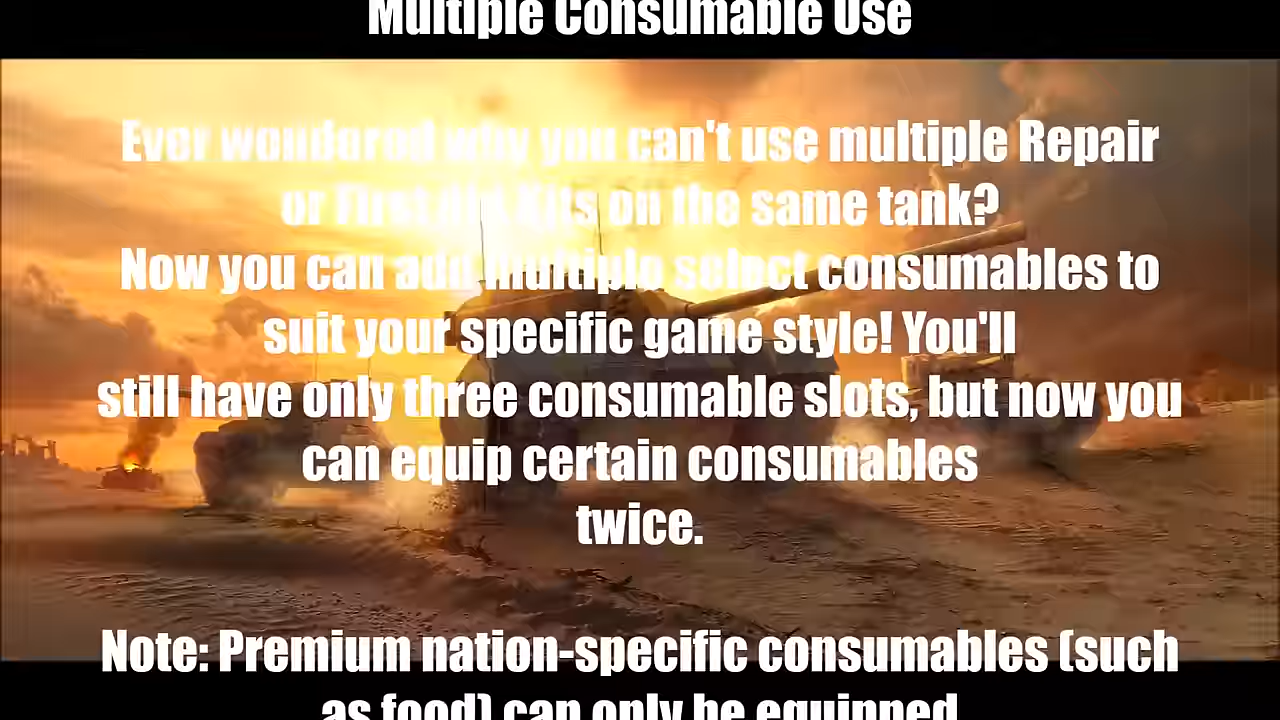 Multiple Consumable Use
Ever wondered why you can't use multiple Repair
or First Aid Kits on the same tank?
Now you can add multiple select consumables to
suit your specific game style! You'll
still have only three consumable slots, but now you
can equip certain consumables
twice.
Note: Premium nation-specific consumables (such
as food) can only be equipped